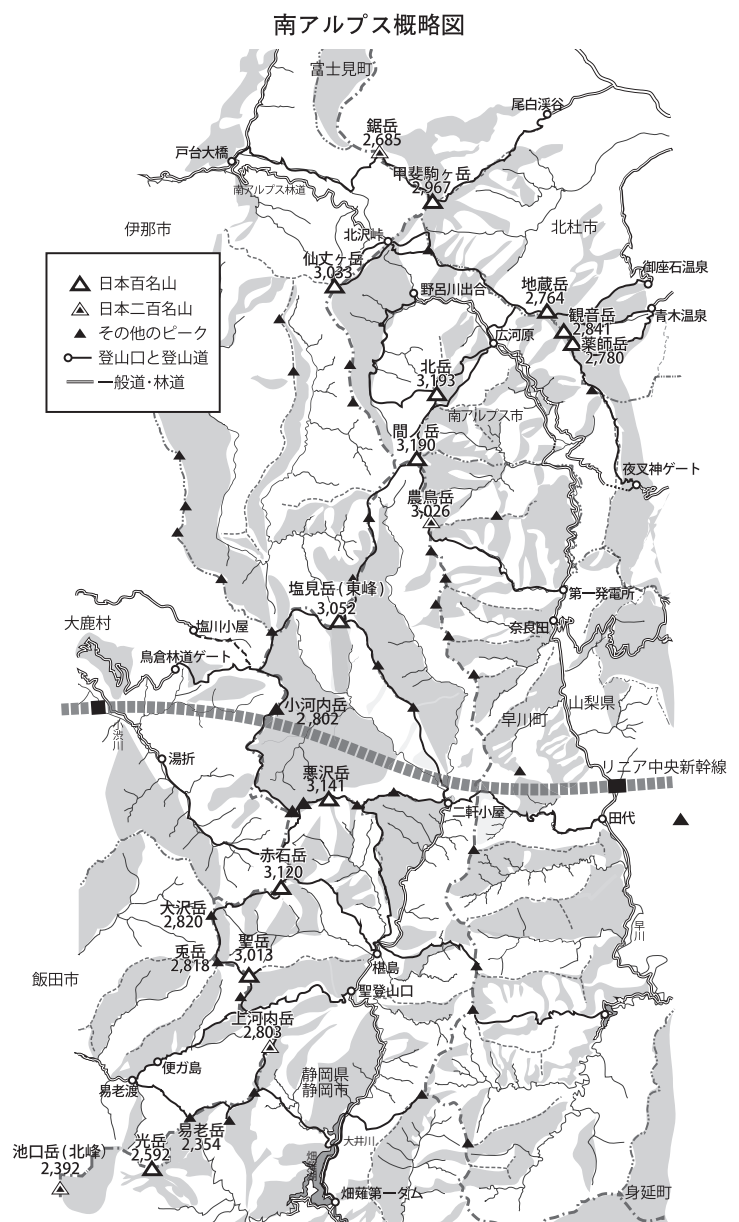 南アルプス概略図
富士見町
尾白渓谷
鋸岳
2,685
戸台大橋
甲斐駒ヶ岳
2,967
南アルプス林道
伊那市
北杜市
北沢峠
仙丈ヶ岳
3,033
御座石温泉
日本百名山
日本二百名山
その他のピーク
登山口と登山道
一般道・林道
野呂川出合
地蔵岳
2,764
観音岳
2,841
青木温泉
薬師岳
2,780
広河原
北岳
3,193
南アルプス市
間ノ岳
3,190
夜叉神ゲート
農鳥岳
3,026
塩見岳(東峰)
3,052
第一発電所
大鹿村
塩川小屋
奈良田
鳥倉林道ゲート
小河内岳
2,802
山梨県
早川町
小渋川
湯折
リニア中央新幹線
悪沢岳
3,141
二軒小屋
田代
赤石岳
3,120
大沢岳
2,820
早川
兎岳
2,818
聖岳
3,013
椹島
飯田市
聖登山口
上河内岳
2,803
便ガ島
静岡県
静岡市
易老渡
易老岳
2,354
大井川
池口岳(北峰)
2,392
光岳
2,592
畑薙第一ダム
身延町